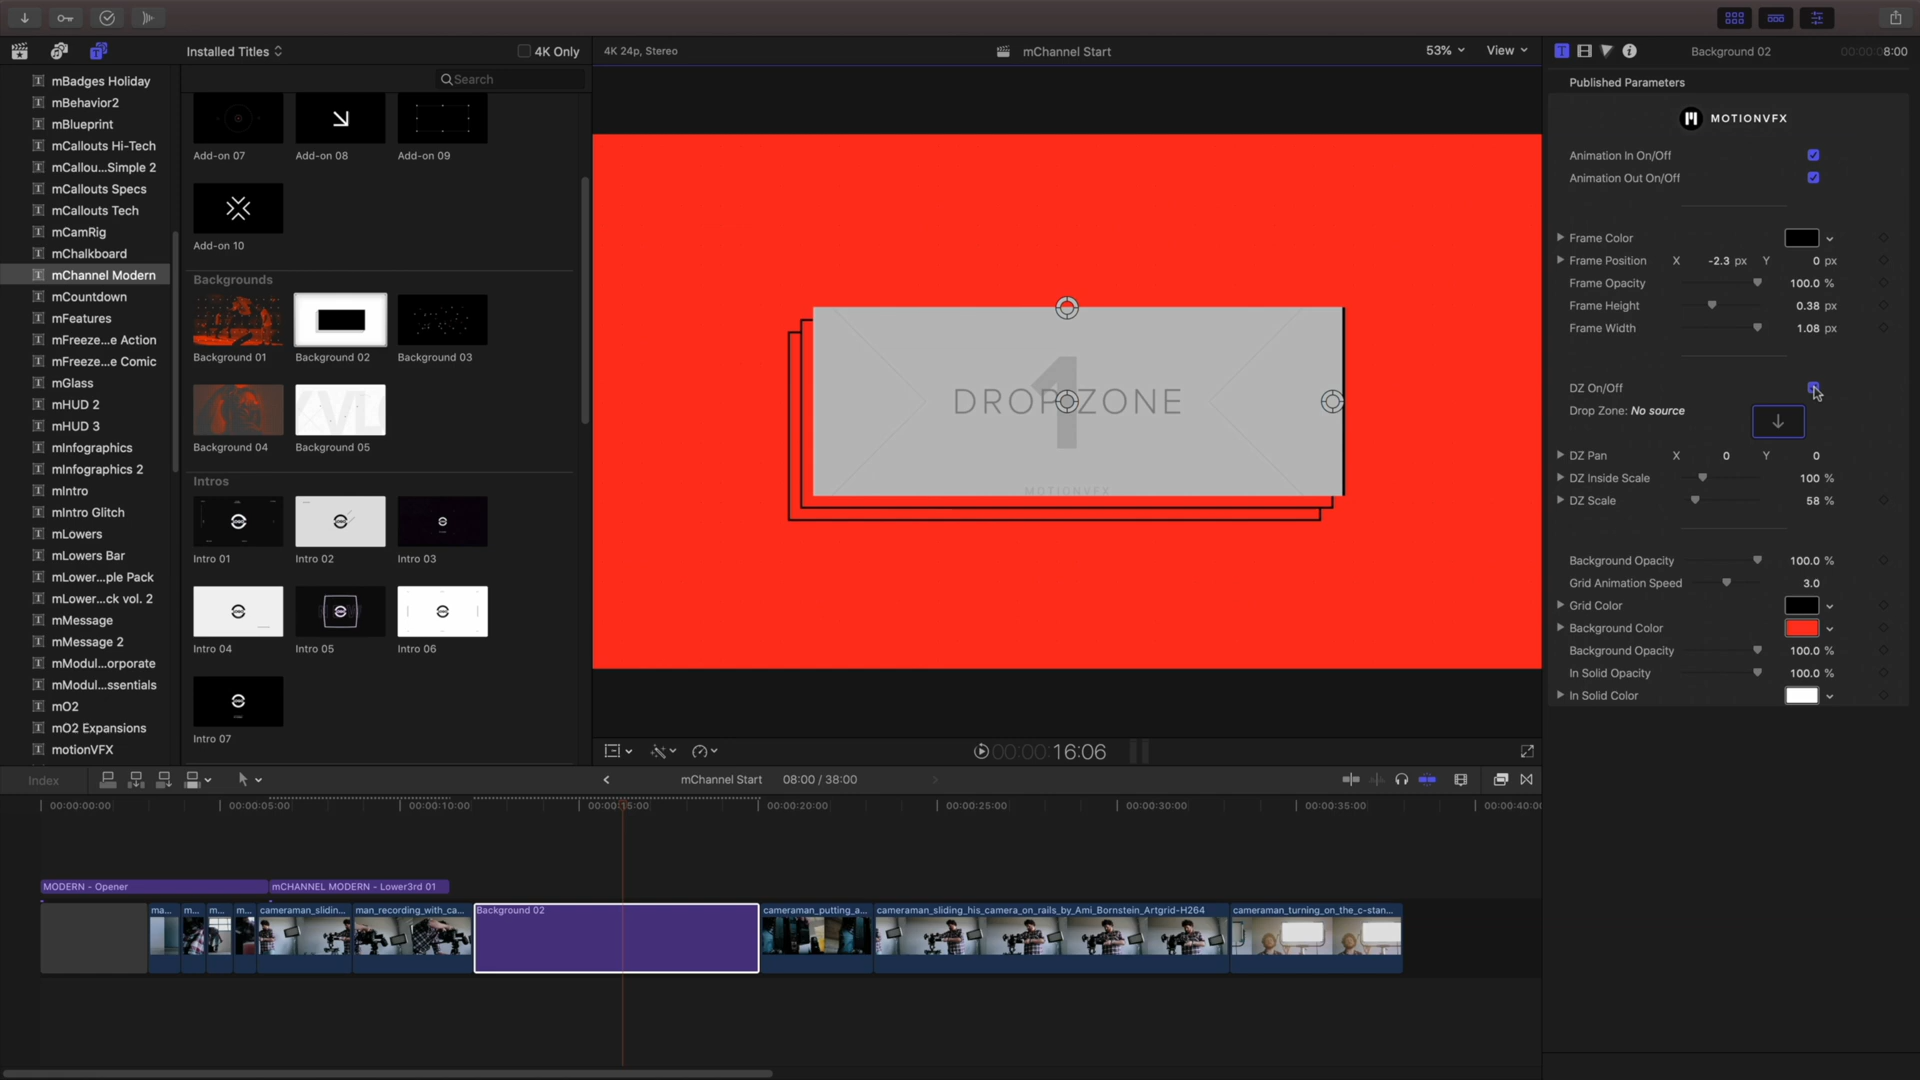 Installed Titles
4K Only
4K 24p, Stereo
mChannel Start
53%
View
Background 02
00:00:08:00
Search
mBadges Holiday
mBehavior2
mBlueprint
mCallouts Hi-Tech
mCallou...Simple 2
mCallouts Specs
mCallouts Tech
mCamRig
mChalkboard
mChannel Modern
mCountdown
mFeatures
mFreeze...e Action
mFreeze...e Comic
mGlass
mHUD 2
mHUD 3
mInfographics
mInfographics 2
mIntro
mIntro Glitch
mLowers
mLowers Bar
mLower...ple Pack
mLower...ck vol. 2
mMessage
mMessage 2
mModul...orporate
mModul...ssentials
mO2
mO2 Expansions
motionVFX
Add-on 07
Add-on 08
Add-on 09
Add-on 10
Backgrounds
Background 01
Background 02
Background 03
Background 04
Background 05
Intros
Intro 01
Intro 02
Intro 03
Intro 04
Intro 05
Intro 06
Intro 07
1
DROP ZONE
MOTIONVFX
Published Parameters
MOTIONVFX
Animation In On/Off
Animation Out On/Off
Frame Color
Frame Position X -2.3 px Y 0 px
Frame Opacity 100.0 %
Frame Height 0.38 px
Frame Width 1.08 px
DZ On/Off
Drop Zone: No source
DZ Pan X 0 Y 0
DZ Inside Scale 100 %
DZ Scale 58 %
Background Opacity 100.0 %
Grid Animation Speed 3.0
Grid Color
Background Color
Background Opacity 100.0 %
In Solid Opacity 100.0 %
In Solid Color
00:00:16:06
Index
mChannel Start
08:00 / 38:00
00:00:00:00
00:00:05:00
00:00:10:00
00:00:15:00
00:00:20:00
00:00:25:00
00:00:30:00
00:00:35:00
00:00:40:00
MODERN - Opener
mCHANNEL MODERN - Lower3rd 01
ma...
m...
m...
m...
cameraman_slidin...
man_recording_with_ca...
Background 02
cameraman_putting_a...
cameraman_sliding_his_camera_on_rails_by_Ami_Bornstein_Artgrid-H264
cameraman_turning_on_the_c-stan...